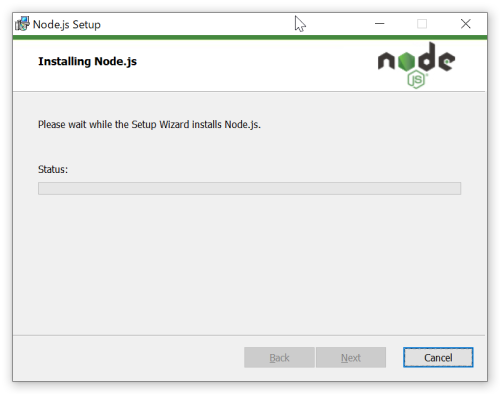 Node.js Setup
Installing Node.js
node
JS
Please wait while the Setup Wizard installs Node.js.
Status:
Back
Next
Cancel